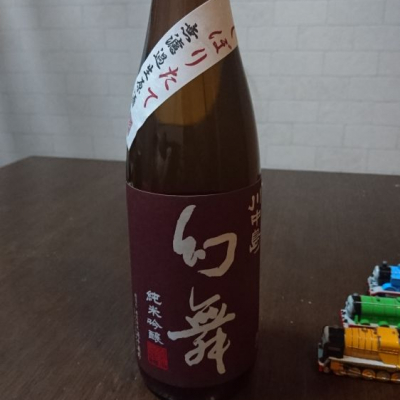 しぼりたて
無濾過生原酒
川中島
幻舞
純米吟醸